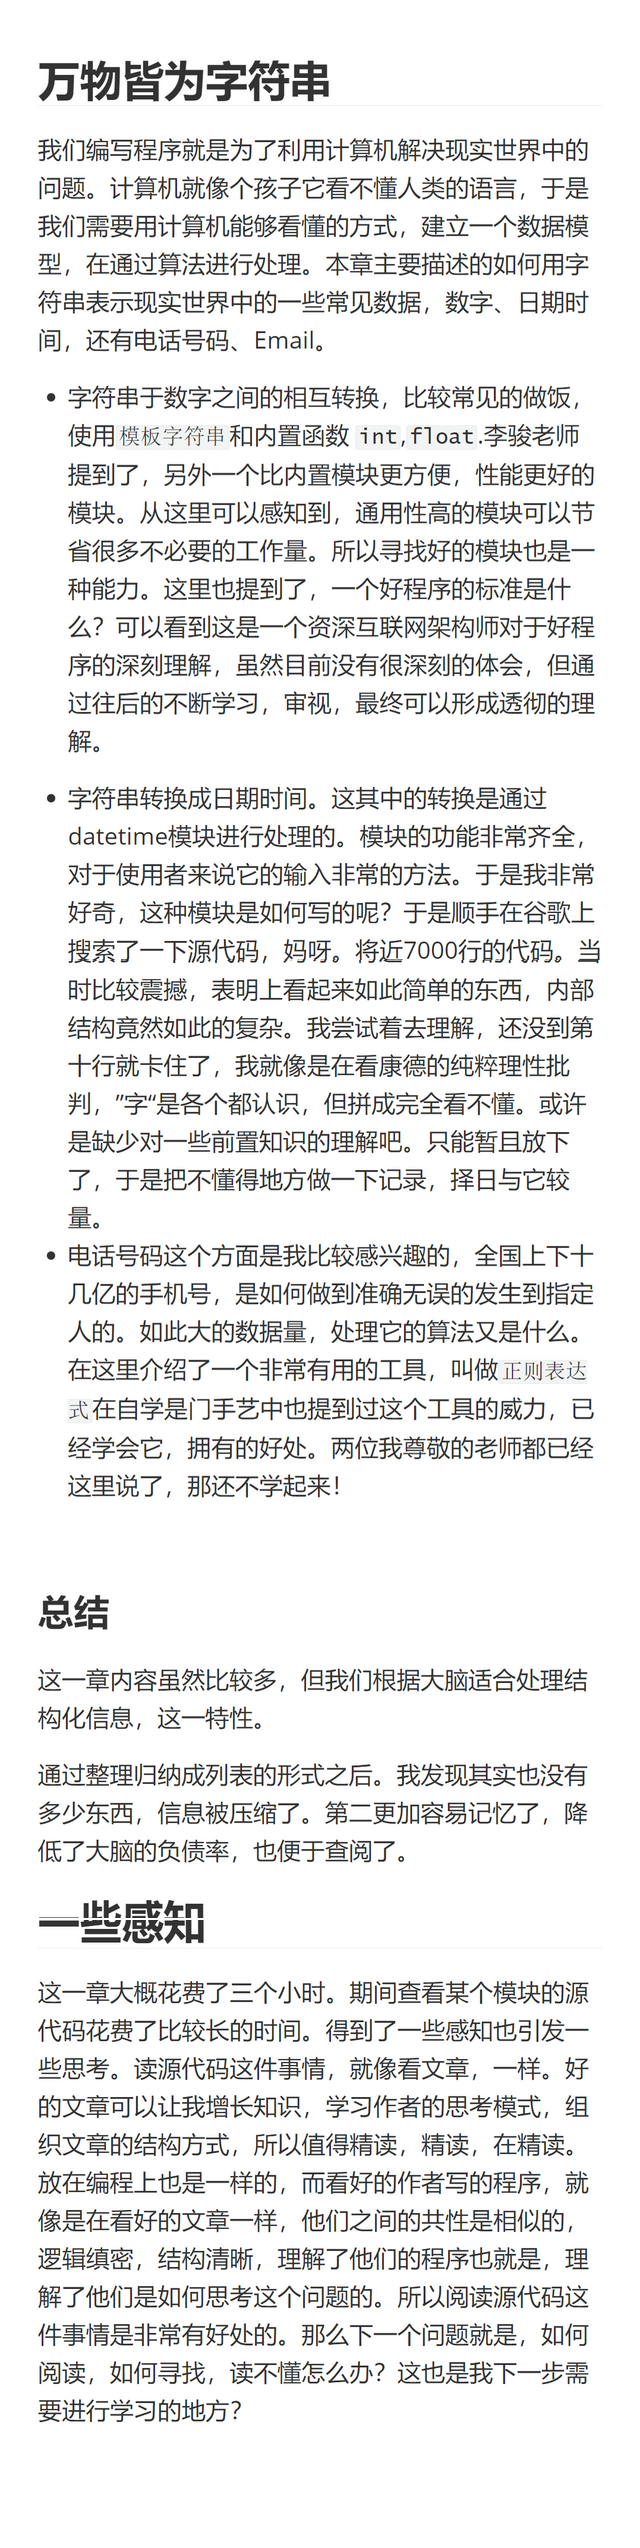 万物皆为字符串
我们编写程序就是为了利用计算机解决现实世界中的
问题。计算机就像个孩子它看不懂人类的语言，于是
我们需要用计算机能够看懂的方式，建立一个数据模
型，在通过算法进行处理。本章主要描述的如何用字
符串表示现实世界中的一些常见数据，数字、日期时
间，还有电话号码、Email。
• 字符串于数字之间的相互转换，比较常见的做饭，
使用模板字符串和内置函数 int,float.李骏老师
提到了，另外一个比内置模块更方便，性能更好的
模块。从这里可以感知到，通用性高的模块可以节
省很多不必要的工作量。所以寻找好的模块也是一
种能力。这里也提到了，一个好程序的标准是什
么？可以看到这是一个资深互联网架构师对于好程
序的深刻理解，虽然目前没有很深刻的体会，但通
过往后的不断学习，审视，最终可以形成透彻的理
解。
• 字符串转换成日期时间。这其中的转换是通过
datetime模块进行处理的。模块的功能非常齐全，
对于使用者来说它的输入非常的方法。于是我非常
好奇，这种模块是如何写的呢？于是顺手在谷歌上
搜索了一下源代码，妈呀。将近7000行的代码。当
时比较震撼，表明上看起来如此简单的东西，内部
结构竟然如此的复杂。我尝试着去理解，还没到第
十行就卡住了，我就像是在看康德的纯粹理性批
判，”字“是各个都认识，但拼成完全看不懂。或许
是缺少对一些前置知识的理解吧。只能暂且放下
了，于是把不懂得地方做一下记录，择日与它较
量。
• 电话号码这个方面是我比较感兴趣的，全国上下十
几亿的手机号，是如何做到准确无误的发生到指定
人的。如此大的数据量，处理它的算法又是什么。
在这里介绍了一个非常有用的工具，叫做正则表达
式在自学是门手艺中也提到过这个工具的威力，已
经学会它，拥有的好处。两位我尊敬的老师都已经
这里说了，那还不学起来！
总结
这一章内容虽然比较多，但我们根据大脑适合处理结
构化信息，这一特性。
通过整理归纳成列表的形式之后。我发现其实也没有
多少东西，信息被压缩了。第二更加容易记忆了，降
低了大脑的负债率，也便于查阅了。
一些感知
这一章大概花费了三个小时。期间查看某个模块的源
代码花费了比较长的时间。得到了一些感知也引发一
些思考。读源代码这件事情，就像看文章，一样。好
的文章可以让我增长知识，学习作者的思考模式，组
织文章的结构方式，所以值得精读，精读，在精读。
放在编程上也是一样的，而看好的作者写的程序，就
像是在看好的文章一样，他们之间的共性是相似的，
逻辑缜密，结构清晰，理解了他们的程序也就是，理
解了他们是如何思考这个问题的。所以阅读源代码这
件事情是非常有好处的。那么下一个问题就是，如何
阅读，如何寻找，读不懂怎么办？这也是我下一步需
要进行学习的地方？